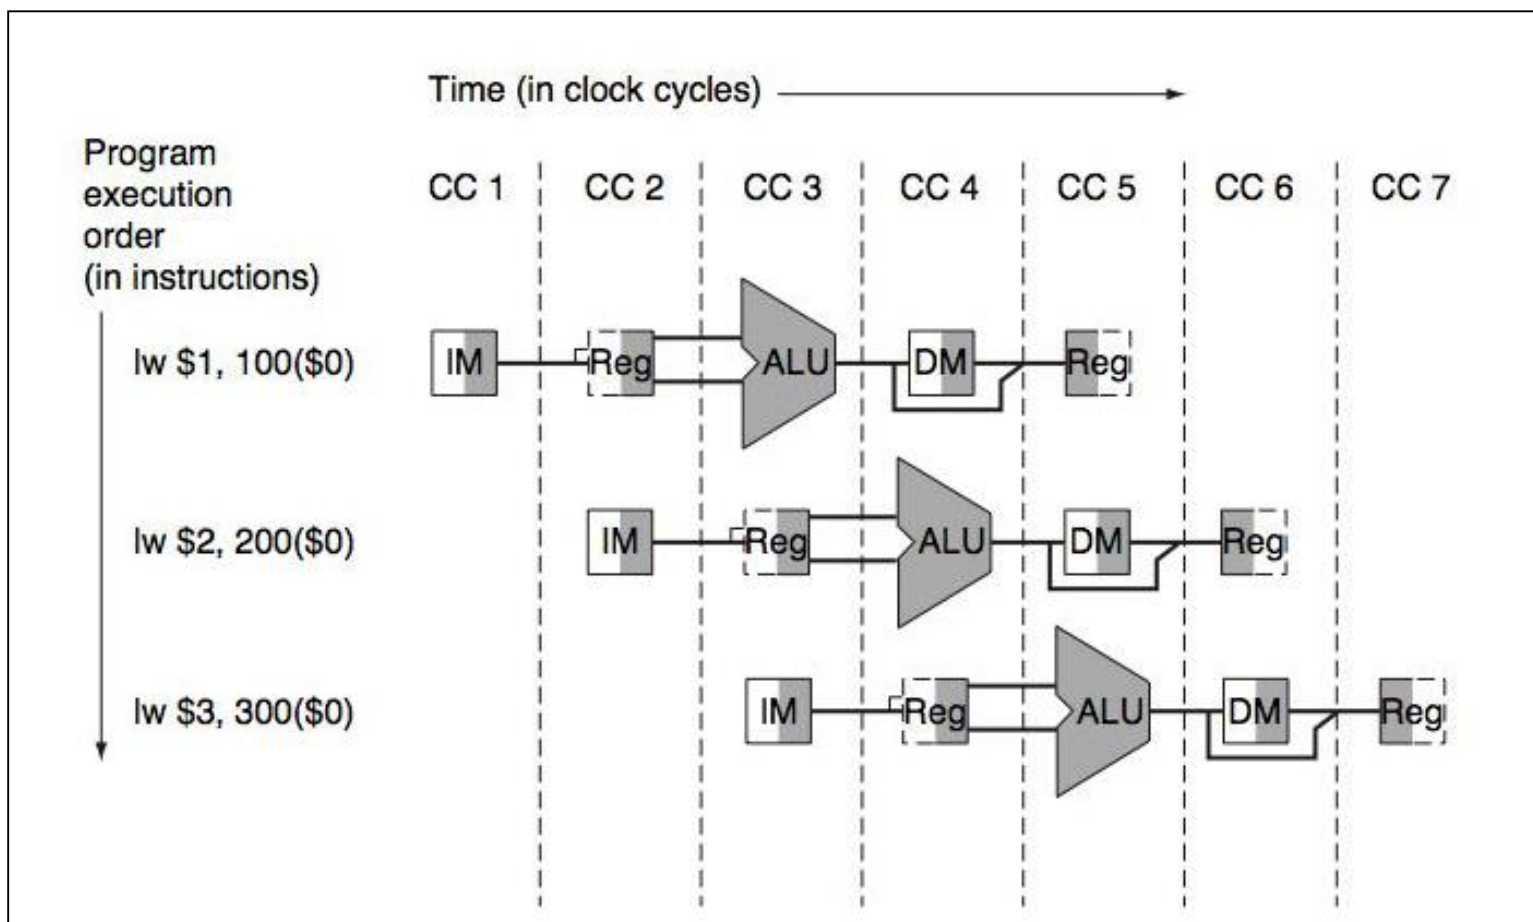 Time (in clock cycles)
Program
execution
order
(in instructions)
CC 1 CC 2 CC 3 CC 4 CC 5 CC 6 CC 7
lw $1, 100($0) IM Reg ALU DM Reg
lw $2, 200($0) IM Reg ALU DM Reg
lw $3, 300($0) IM Reg ALU DM Reg